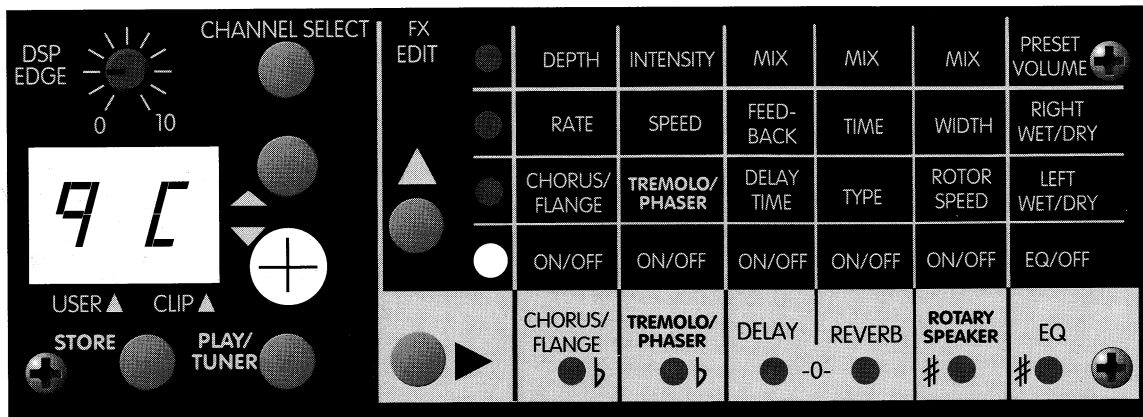 DSP
EDGE
0 10
CHANNEL SELECT
9 C
USER CLIP
STORE
PLAY/
TUNER
FX
EDIT
DEPTH INTENSITY MIX MIX MIX PRESET
VOLUME
RATE SPEED FEED-
BACK TIME WIDTH RIGHT
WET/DRY
CHORUS/
FLANGE TREMOLO/
PHASER DELAY
TIME TYPE ROTOR
SPEED LEFT
WET/DRY
ON/OFF ON/OFF ON/OFF ON/OFF ON/OFF EQ/OFF
CHORUS/
FLANGE TREMOLO/
PHASER DELAY REVERB ROTARY
SPEAKER EQ
♭ ♭ -0- ♯ ♯